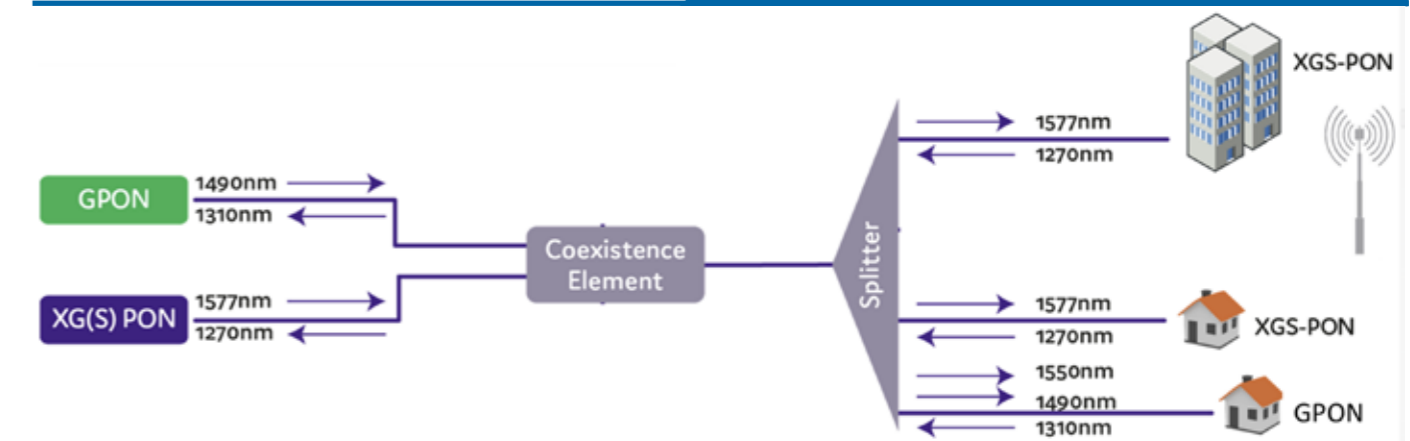 XGS-PON
1577nm
1270nm
1490nm
GPON
1310nm
Coexistence
Element
Splitter
1577nm
XG(S) PON
1270nm
1577nm
XGS-PON
1270nm
1550nm
1490nm
GPON
1310nm